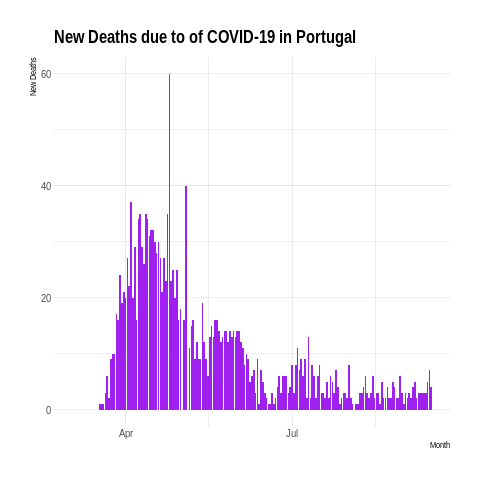 New Deaths due to of COVID-19 in Portugal
New Deaths
60
40
20
0
Apr
Jul
Month